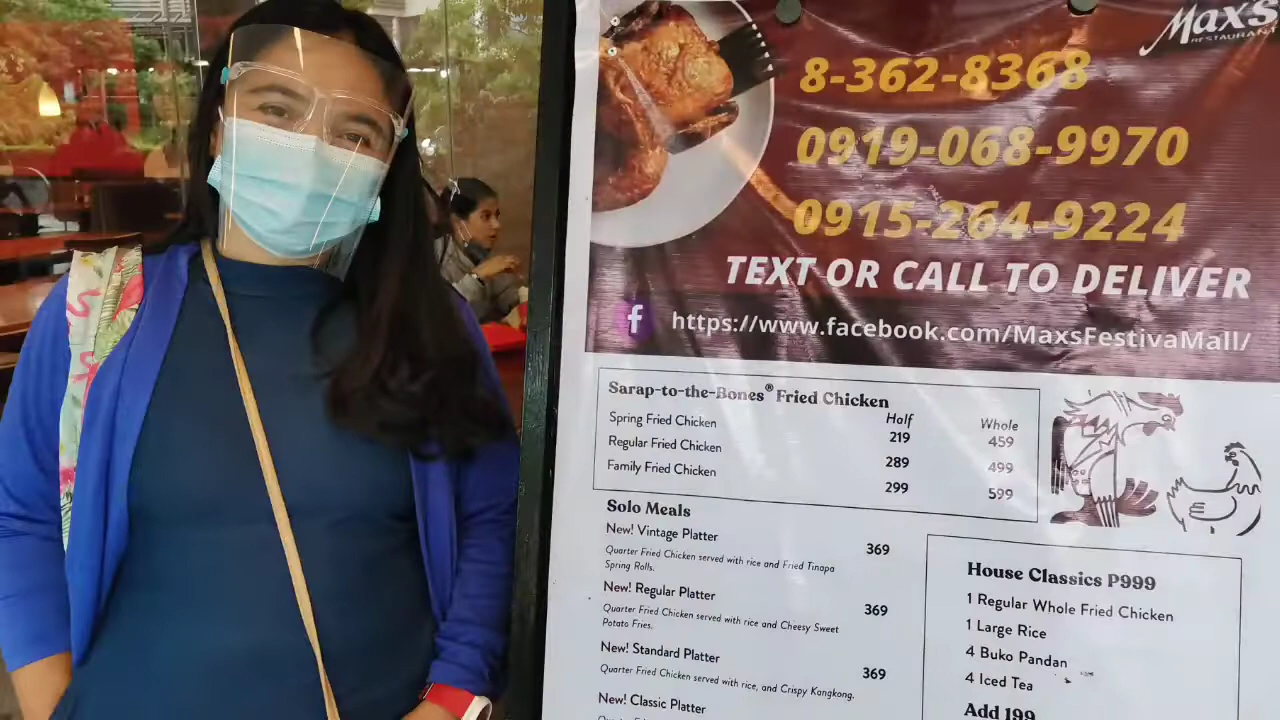 Max's
RESTAURANT
8-362-8368
0919-068-9970
0915-264-9224
TEXT OR CALL TO DELIVER
f https://www.facebook.com/MaxsFestivaMall/
Sarap-to-the-Bones® Fried Chicken
Half Whole
Spring Fried Chicken 219 459
Regular Fried Chicken 289 499
Family Fried Chicken 299 599
Solo Meals
New! Vintage Platter 369
Quarter Fried Chicken served with rice and Fried Tinapa
Spring Rolls.
New! Regular Platter 369
Quarter Fried Chicken served with rice and Cheesy Sweet
Potato Fries.
New! Standard Platter 369
Quarter Fried Chicken served with rice, and Crispy Kangkong.
New! Classic Platter
House Classics P999
1 Regular Whole Fried Chicken
1 Large Rice
4 Buko Pandan
4 Iced Tea
Add 199